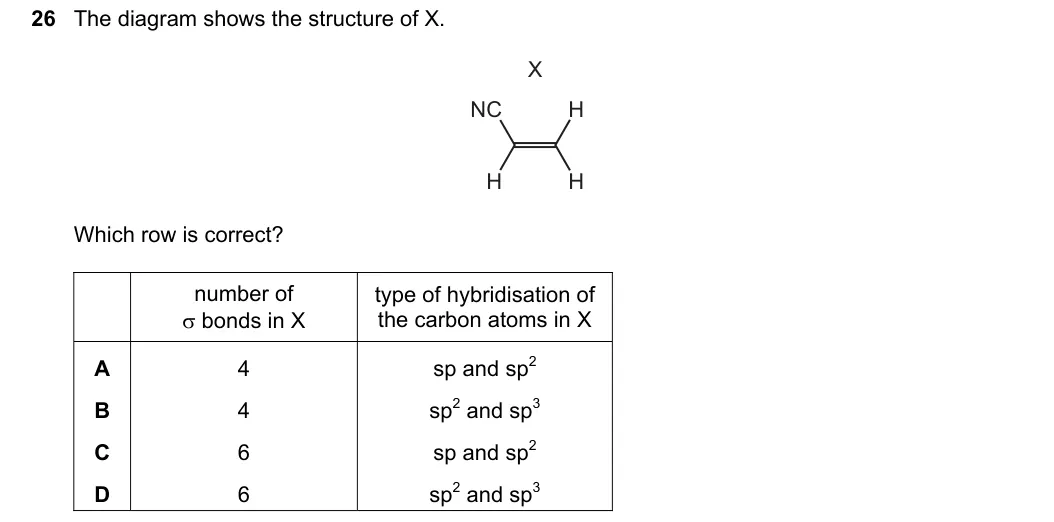 26 The diagram shows the structure of X.
X
NC H
H H
Which row is correct?
number of type of hybridisation of
σ bonds in X the carbon atoms in X
A 4 sp and sp²
B 4 sp² and sp³
C 6 sp and sp²
D 6 sp² and sp³